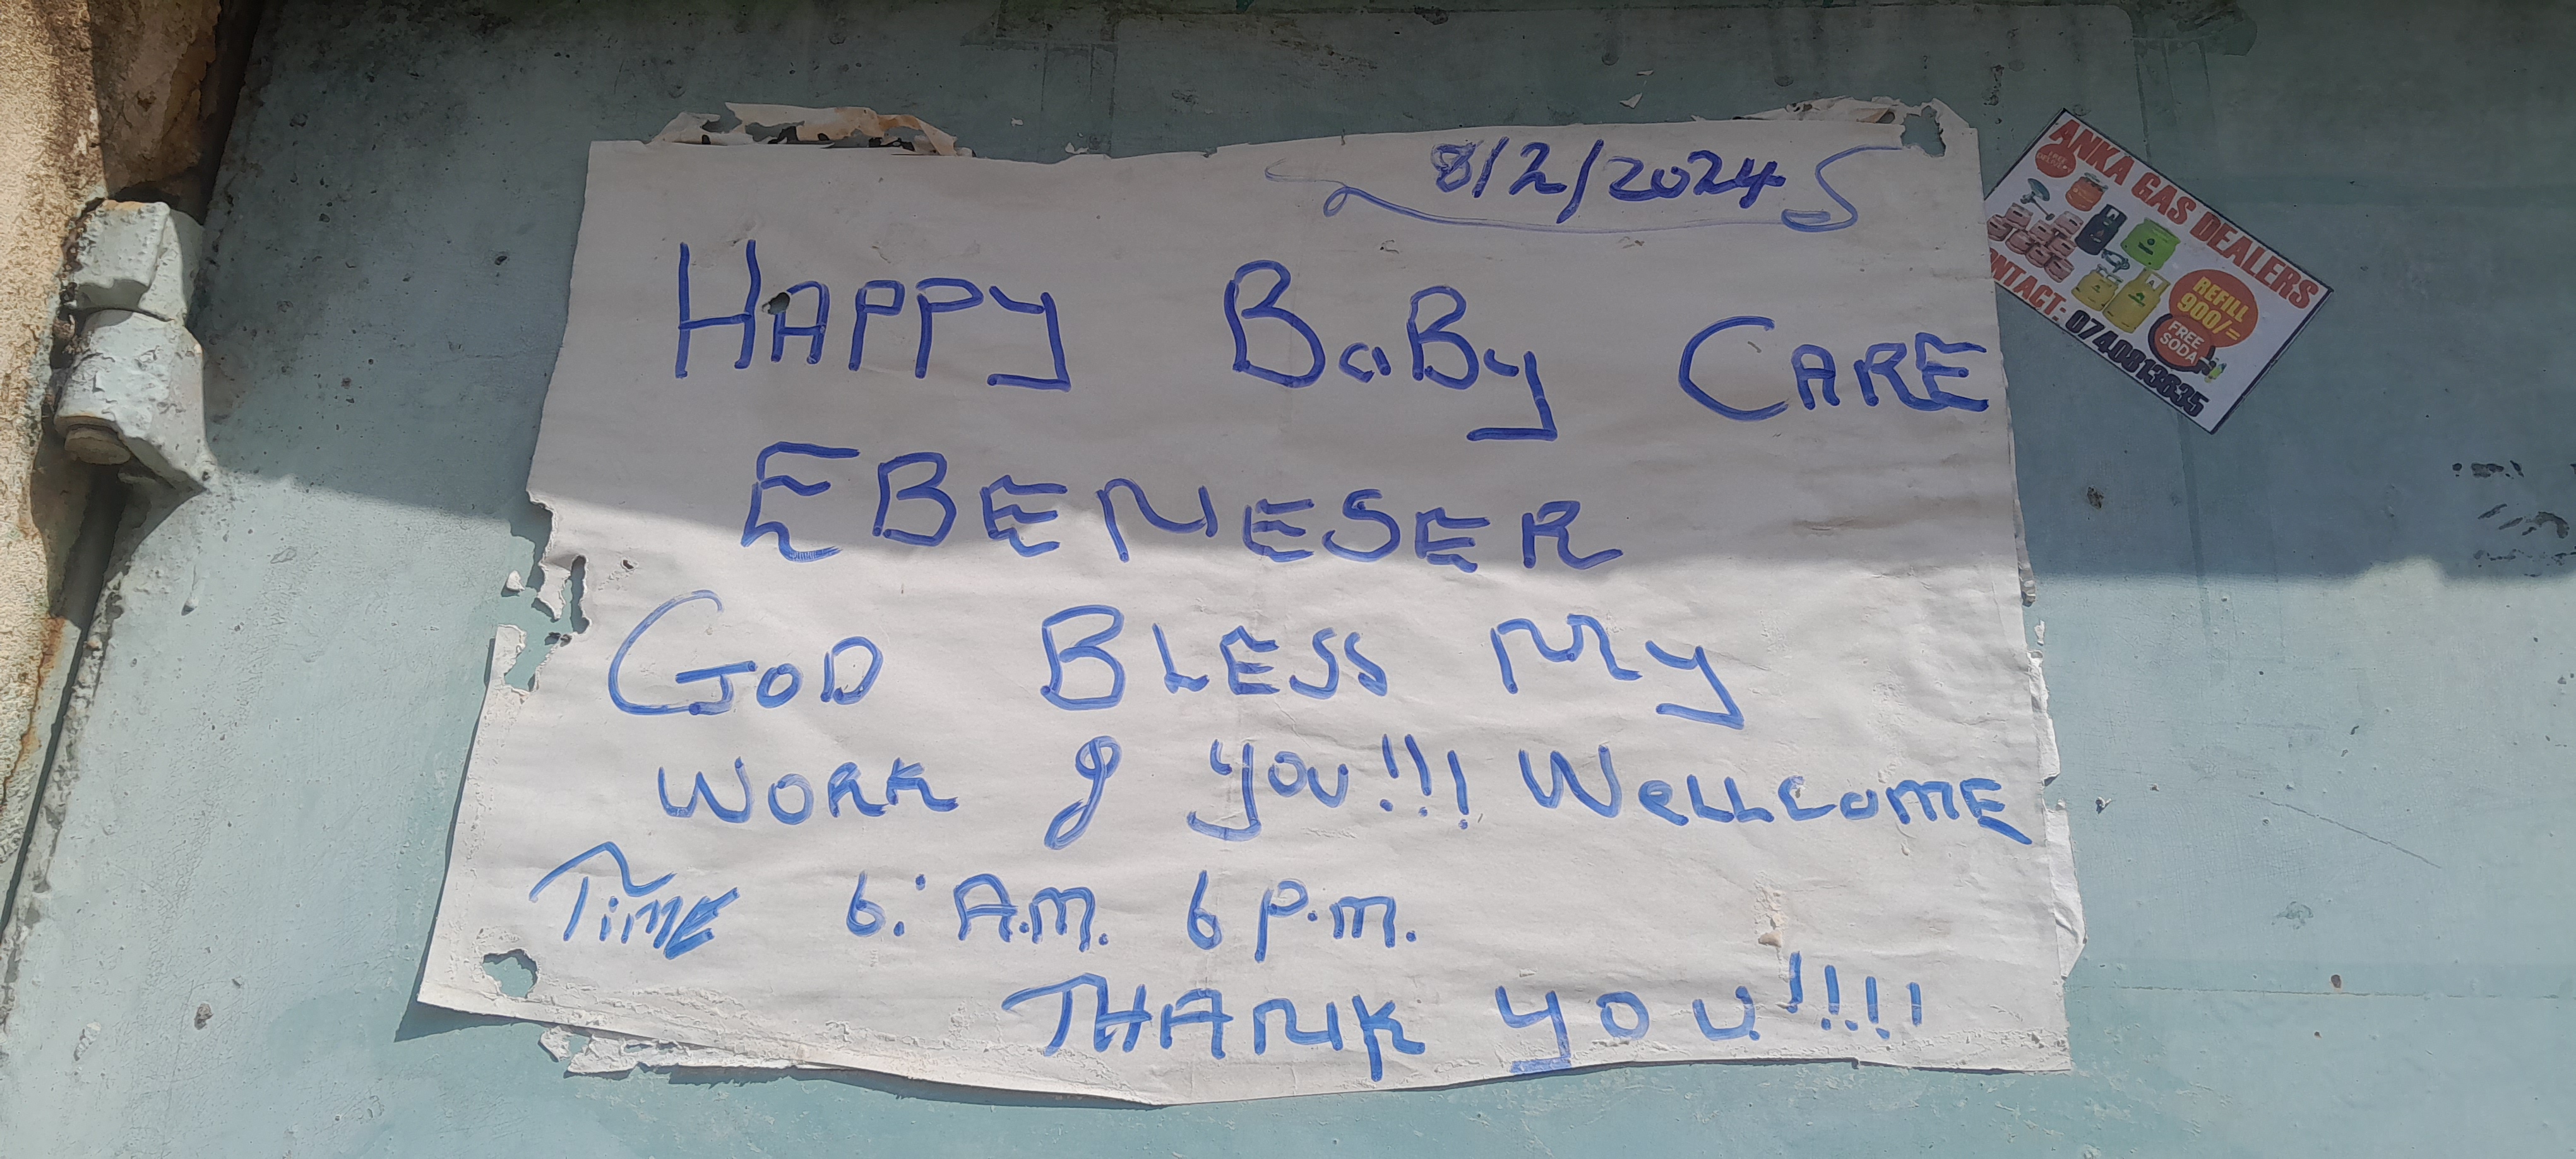 8/2/2024
HAPPY BaBy CARE
EBENESER
GOD BLESS My
WORK & you!!! WeLLcomE
TimE 6: A.m. 6 p.m.
THANK you!!!!!
ANKA GAS DEALERS
REFILL
900/=
FREE
SODA
NTACT: 0740813635